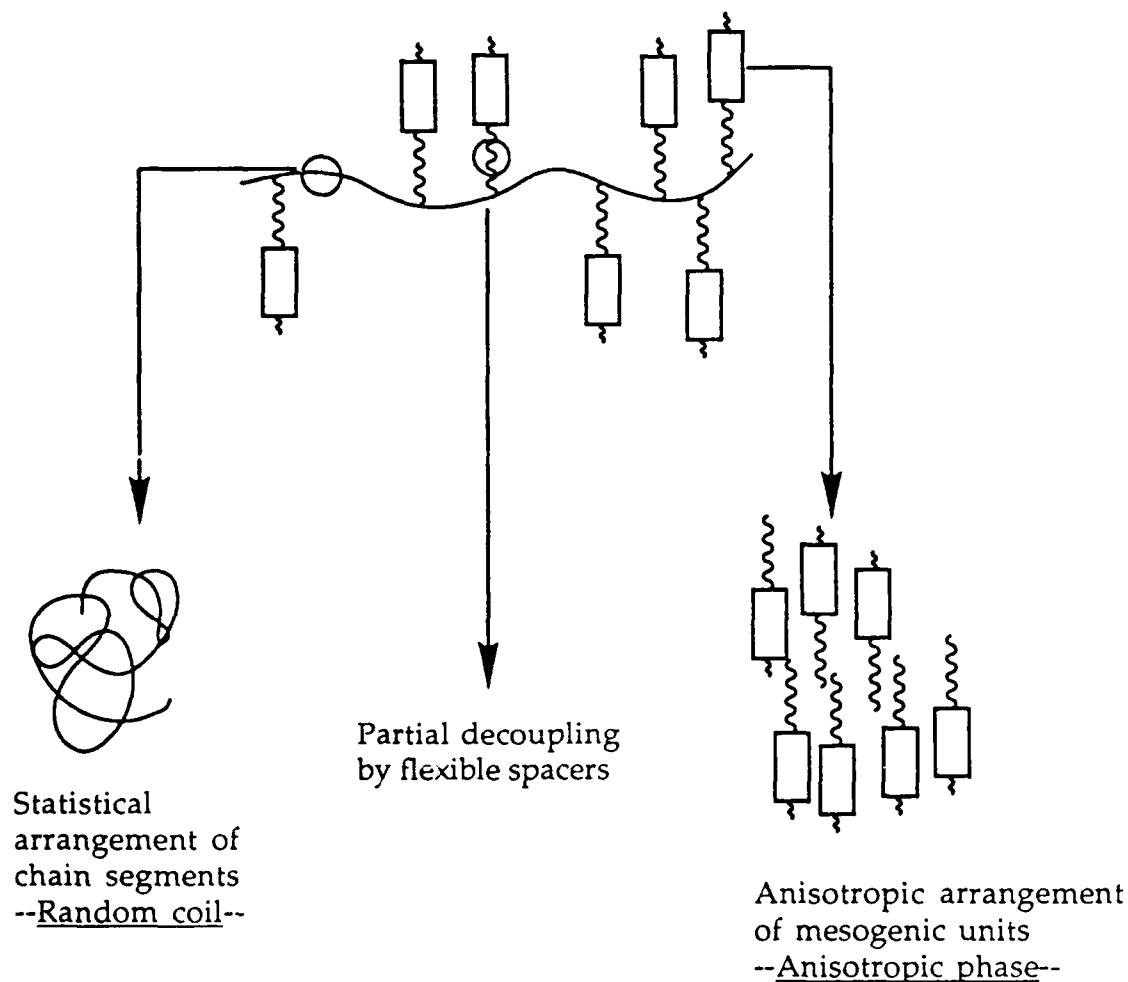 Partial decoupling
by flexible spacers
Statistical
arrangement of
chain segments
--Random coil--
Anisotropic arrangement
of mesogenic units
--Anisotropic phase--